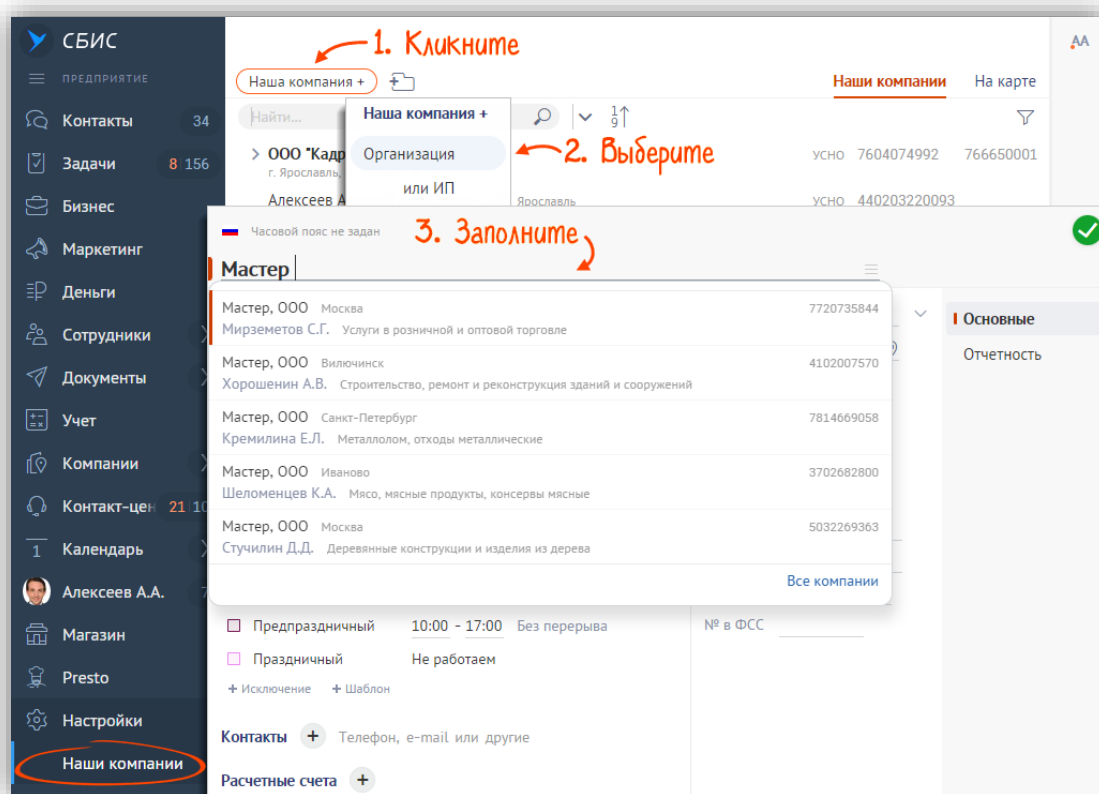 СБИС
1. Кликните
AA
ПРЕДПРИЯТИЕ
Наша компания +
Наши компании
На карте
Контакты 34
Найти...
Наша компания +
Задачи 8 156
ООО "Кадр
Организация
2. Выберите
УСНО 7604074992 766650001
г. Ярославль,
или ИП
Бизнес
Алексеев А
Ярославль
УСНО 440203220093
Часовой пояс не задан
3. Заполните
Маркетинг
Мастер
Деньги
Мастер, ООО Москва 7720735844
Мирземетов С.Г. Услуги в розничной и оптовой торговле
Основные
Сотрудники
Отчетность
Мастер, ООО Вилючинск 4102007570
Хорошенин А.В. Строительство, ремонт и реконструкция зданий и сооружений
Документы
Мастер, ООО Санкт-Петербург 7814669058
Кремилина Е.Л. Металлолом, отходы металлические
Учет
Мастер, ООО Иваново 3702682800
Шеломенцев К.А. Мясо, мясные продукты, консервы мясные
Компании
Контакт-цен 21 10
Мастер, ООО Москва 5032269363
Стучилин Д.Д. Деревянные конструкции и изделия из дерева
1 Календарь
Все компании
Алексеев А.А. 7
Предпраздничный 10:00 - 17:00 Без перерыва
№ в ФСС
Магазин
Праздничный Не работаем
Presto
+ Исключение + Шаблон
Настройки
Контакты + Телефон, e-mail или другие
Наши компании
Расчетные счета +